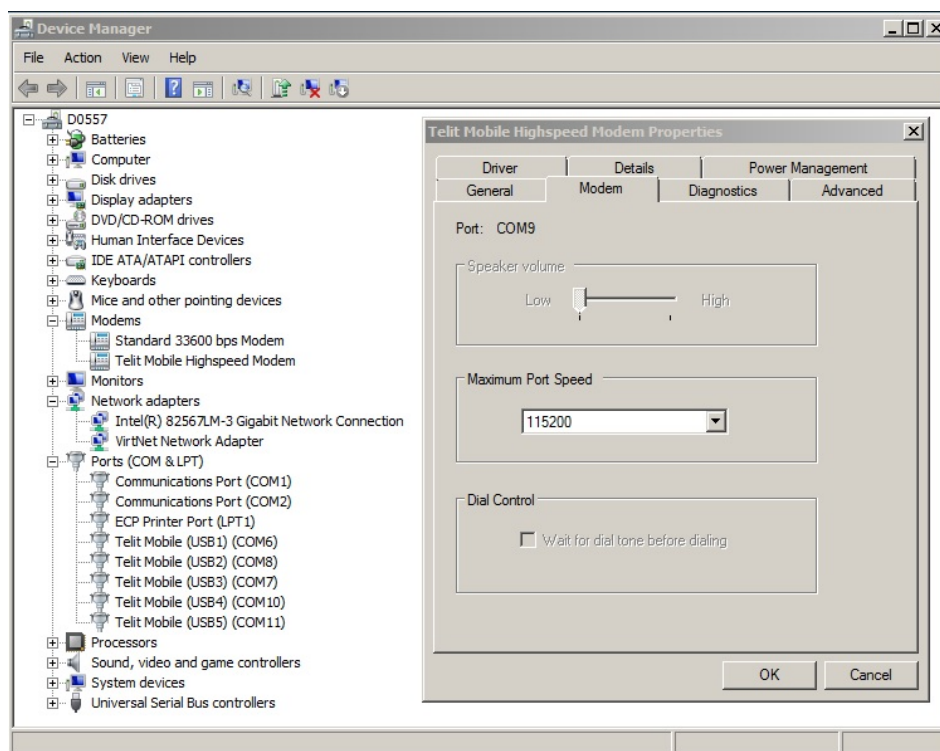 Device Manager
File Action View Help
D0557
Batteries
Computer
Disk drives
Display adapters
DVD/CD-ROM drives
Human Interface Devices
IDE ATA/ATAPI controllers
Keyboards
Mice and other pointing devices
Modems
Standard 33600 bps Modem
Telit Mobile Highspeed Modem
Monitors
Network adapters
Intel(R) 82567LM-3 Gigabit Network Connection
VirtNet Network Adapter
Ports (COM & LPT)
Communications Port (COM1)
Communications Port (COM2)
ECP Printer Port (LPT1)
Telit Mobile (USB1) (COM6)
Telit Mobile (USB2) (COM8)
Telit Mobile (USB3) (COM7)
Telit Mobile (USB4) (COM10)
Telit Mobile (USB5) (COM11)
Processors
Sound, video and game controllers
System devices
Universal Serial Bus controllers
Telit Mobile Highspeed Modem Properties
Driver Details Power Management
General Modem Diagnostics Advanced
Port: COM9
Speaker volume
Low High
Maximum Port Speed
115200
Dial Control
Wait for dial tone before dialing
OK Cancel